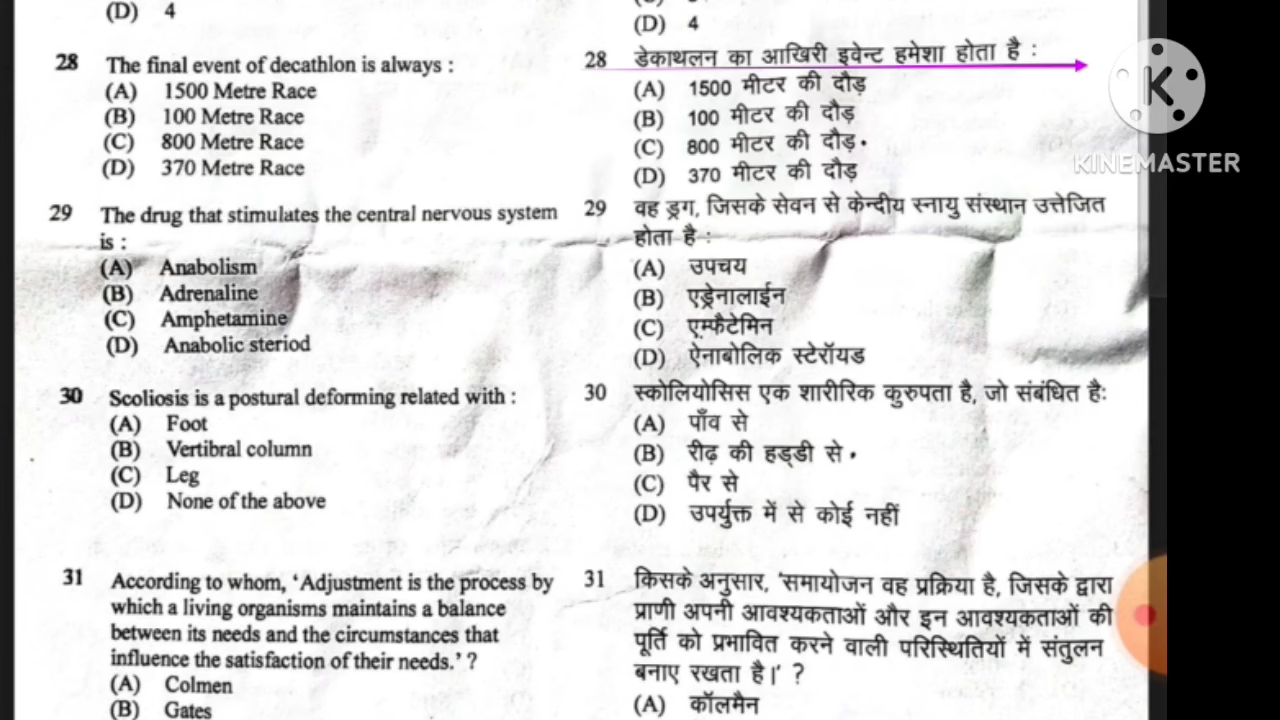 (D) 4
28 The final event of decathlon is always :
(A) 1500 Metre Race
(B) 100 Metre Race
(C) 800 Metre Race
(D) 370 Metre Race
29 The drug that stimulates the central nervous system
is :
(A) Anabolism
(B) Adrenaline
(C) Amphetamine
(D) Anabolic steriod
30 Scoliosis is a postural deforming related with :
(A) Foot
(B) Vertibral column
(C) Leg
(D) None of the above
31 According to whom, ‘Adjustment is the process by
which a living organisms maintains a balance
between its needs and the circumstances that
influence the satisfaction of their needs.’ ?
(A) Colmen
(B) Gates
(D) 4
28 डेकाथलन का आखिरी इवेन्ट हमेशा होता है :
(A) 1500 मीटर की दौड़
(B) 100 मीटर की दौड़
(C) 800 मीटर की दौड़
(D) 370 मीटर की दौड़
29 वह ड्रग, जिसके सेवन से केन्दीय स्नायु संस्थान उत्तेजित
होता है :
(A) उपचय
(B) एड्रेनालाईन
(C) एम्फैटेमिन
(D) ऐनाबोलिक स्टेरॉयड
30 स्कोलियोसिस एक शारीरिक कुरुपता है, जो संबंधित है:
(A) पाँव से
(B) रीढ़ की हड्डी से
(C) पैर से
(D) उपर्युक्त में से कोई नहीं
31 किसके अनुसार, ‘समायोजन वह प्रक्रिया है, जिसके द्वारा
प्राणी अपनी आवश्यकताओं और इन आवश्यकताओं की
पूर्ति को प्रभावित करने वाली परिस्थितियों में संतुलन
बनाए रखता है।’ ?
(A) कॉलमैन
K
KINEMASTER